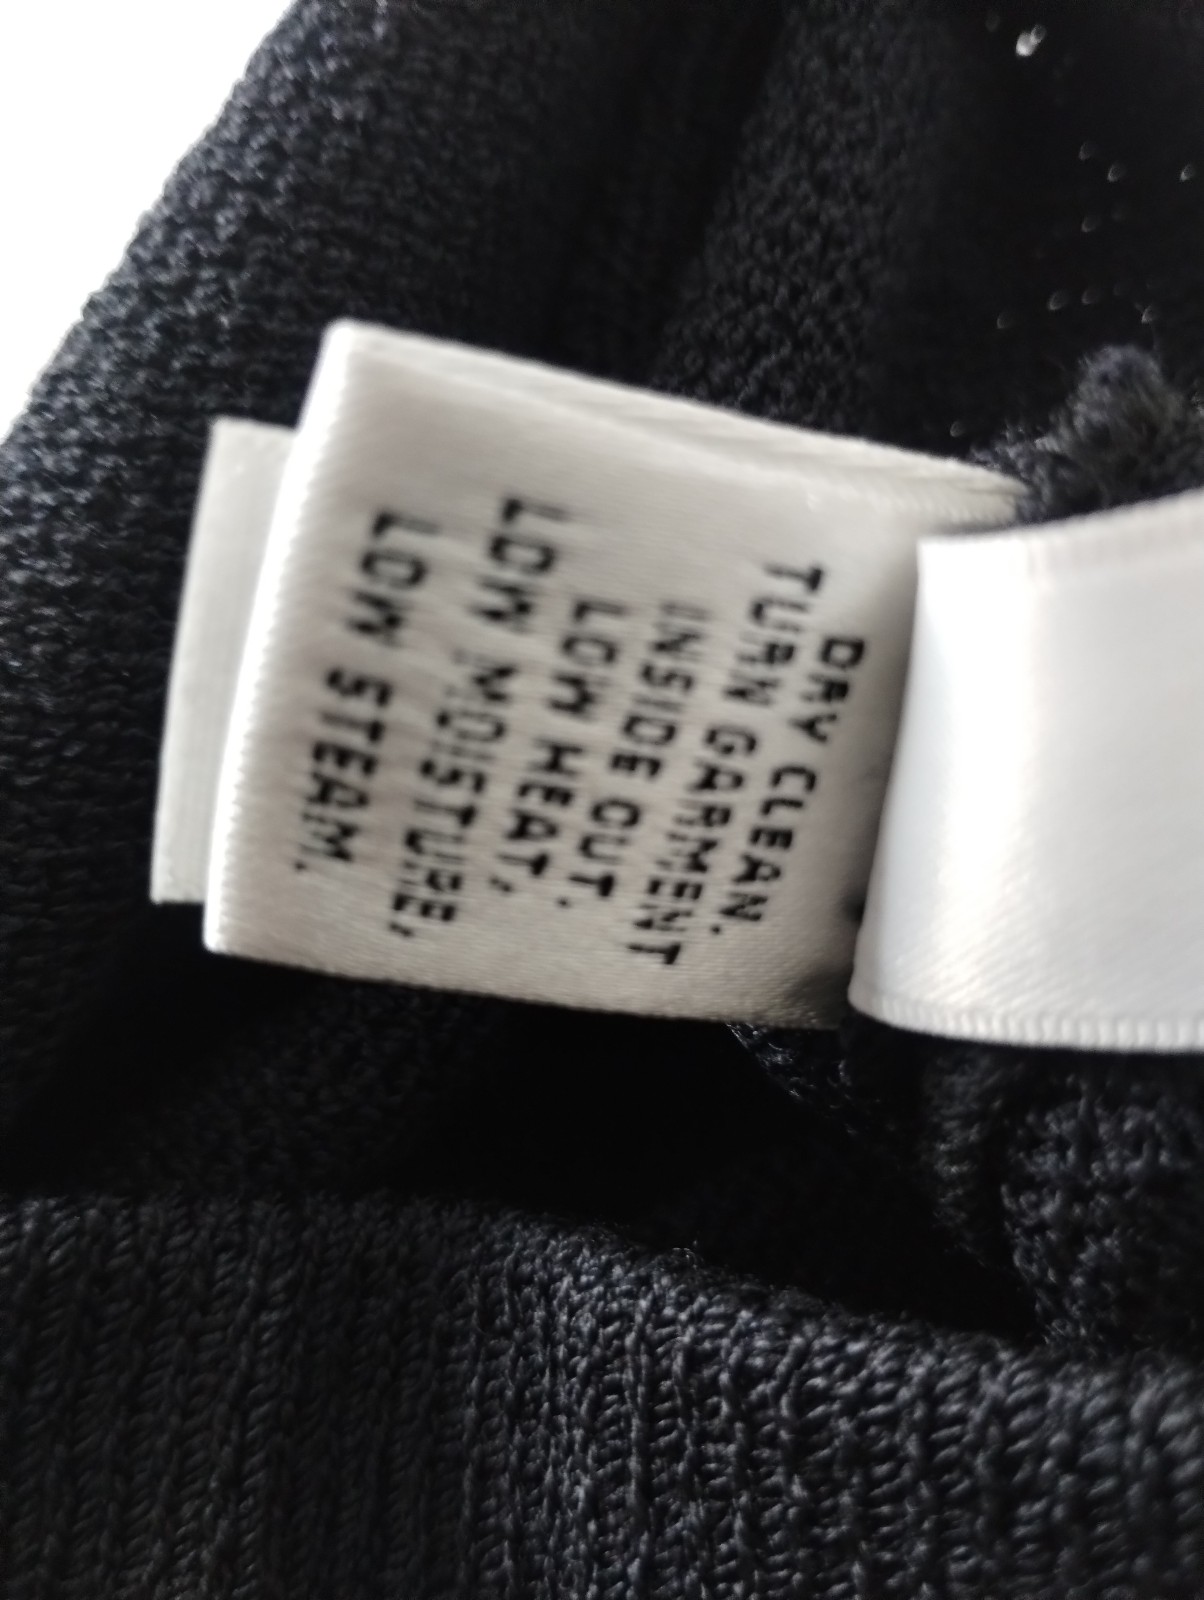 DRY CLEAN.
TURN GARMENT
INSIDE OUT.
LOW HEAT,
LOW MOISTURE,
LOW STEAM.